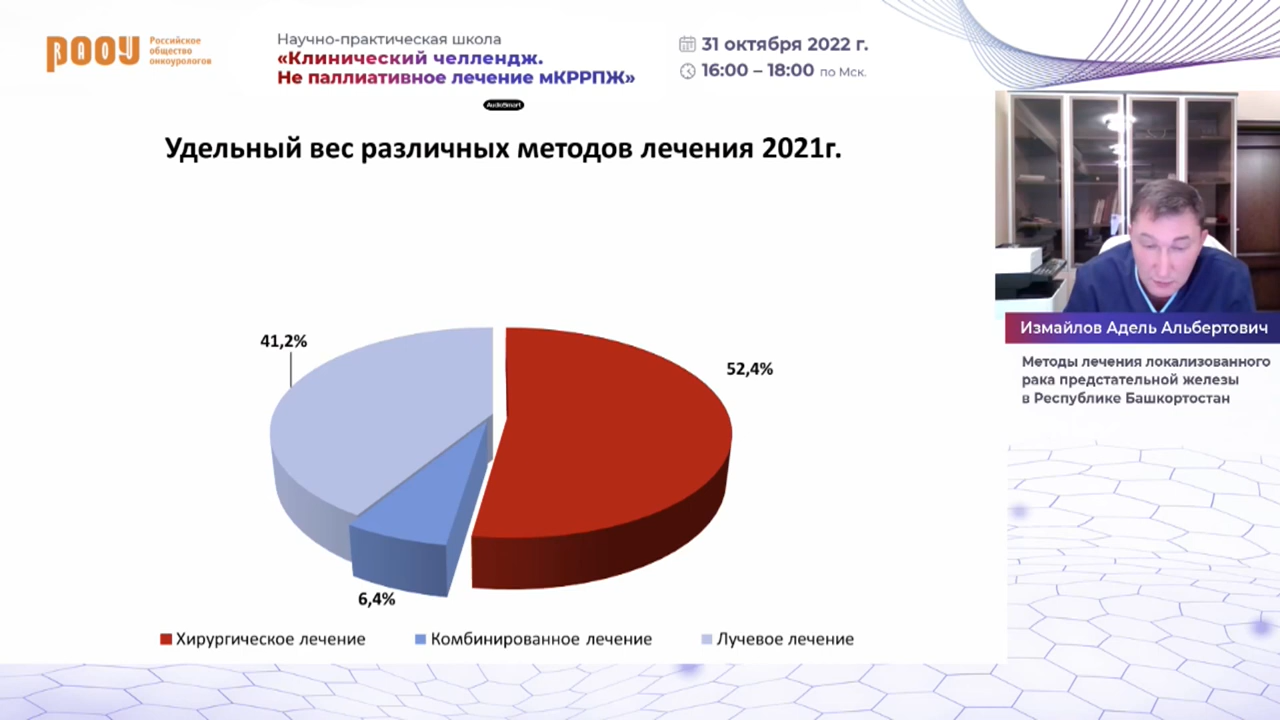 РАОУ
Российское
общество
онкоурологов
Научно-практическая школа
«Клинический челлендж.
Не паллиативное лечение мКРРПЖ»
31 октября 2022 г.
16:00 – 18:00 по Мск.
AudioSmart
Удельный вес различных методов лечения 2021г.
41,2%
52,4%
6,4%
Хирургическое лечение
Комбинированное лечение
Лучевое лечение
Измайлов Адель Альбертович
Методы лечения локализованного
рака предстательной железы
в Республике Башкортостан